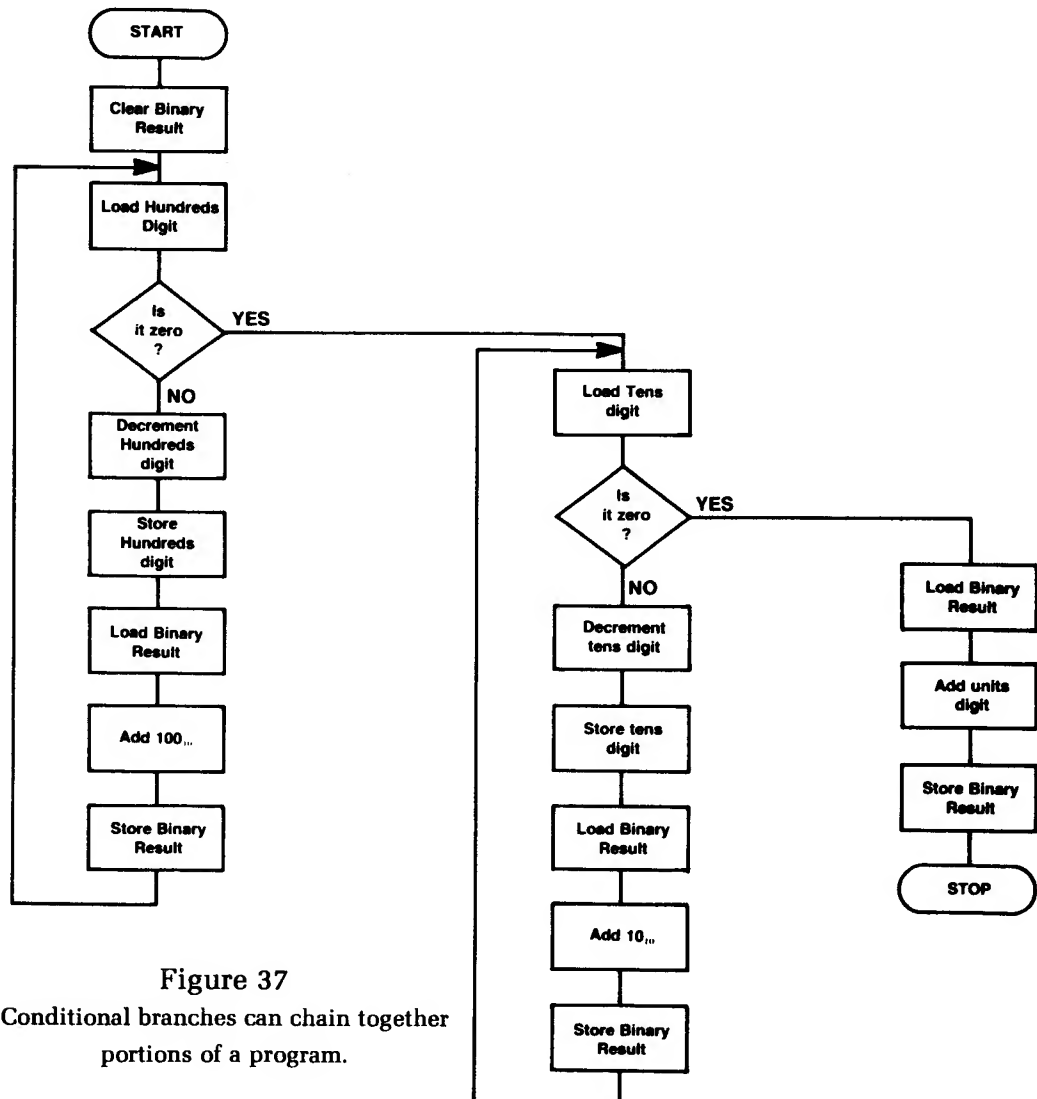 START
Clear Binary
Result
Load Hundreds
Digit
Is
it zero
?
YES
NO
Decrement
Hundreds
digit
Store
Hundreds
digit
Load Binary
Result
Add 100
Store Binary
Result
Load Tens
digit
Is
it zero
?
YES
NO
Decrement
tens digit
Store tens
digit
Load Binary
Result
Add 10
Store Binary
Result
Load Binary
Result
Add units
digit
Store Binary
Result
STOP
Figure 37
Conditional branches can chain together
portions of a program.